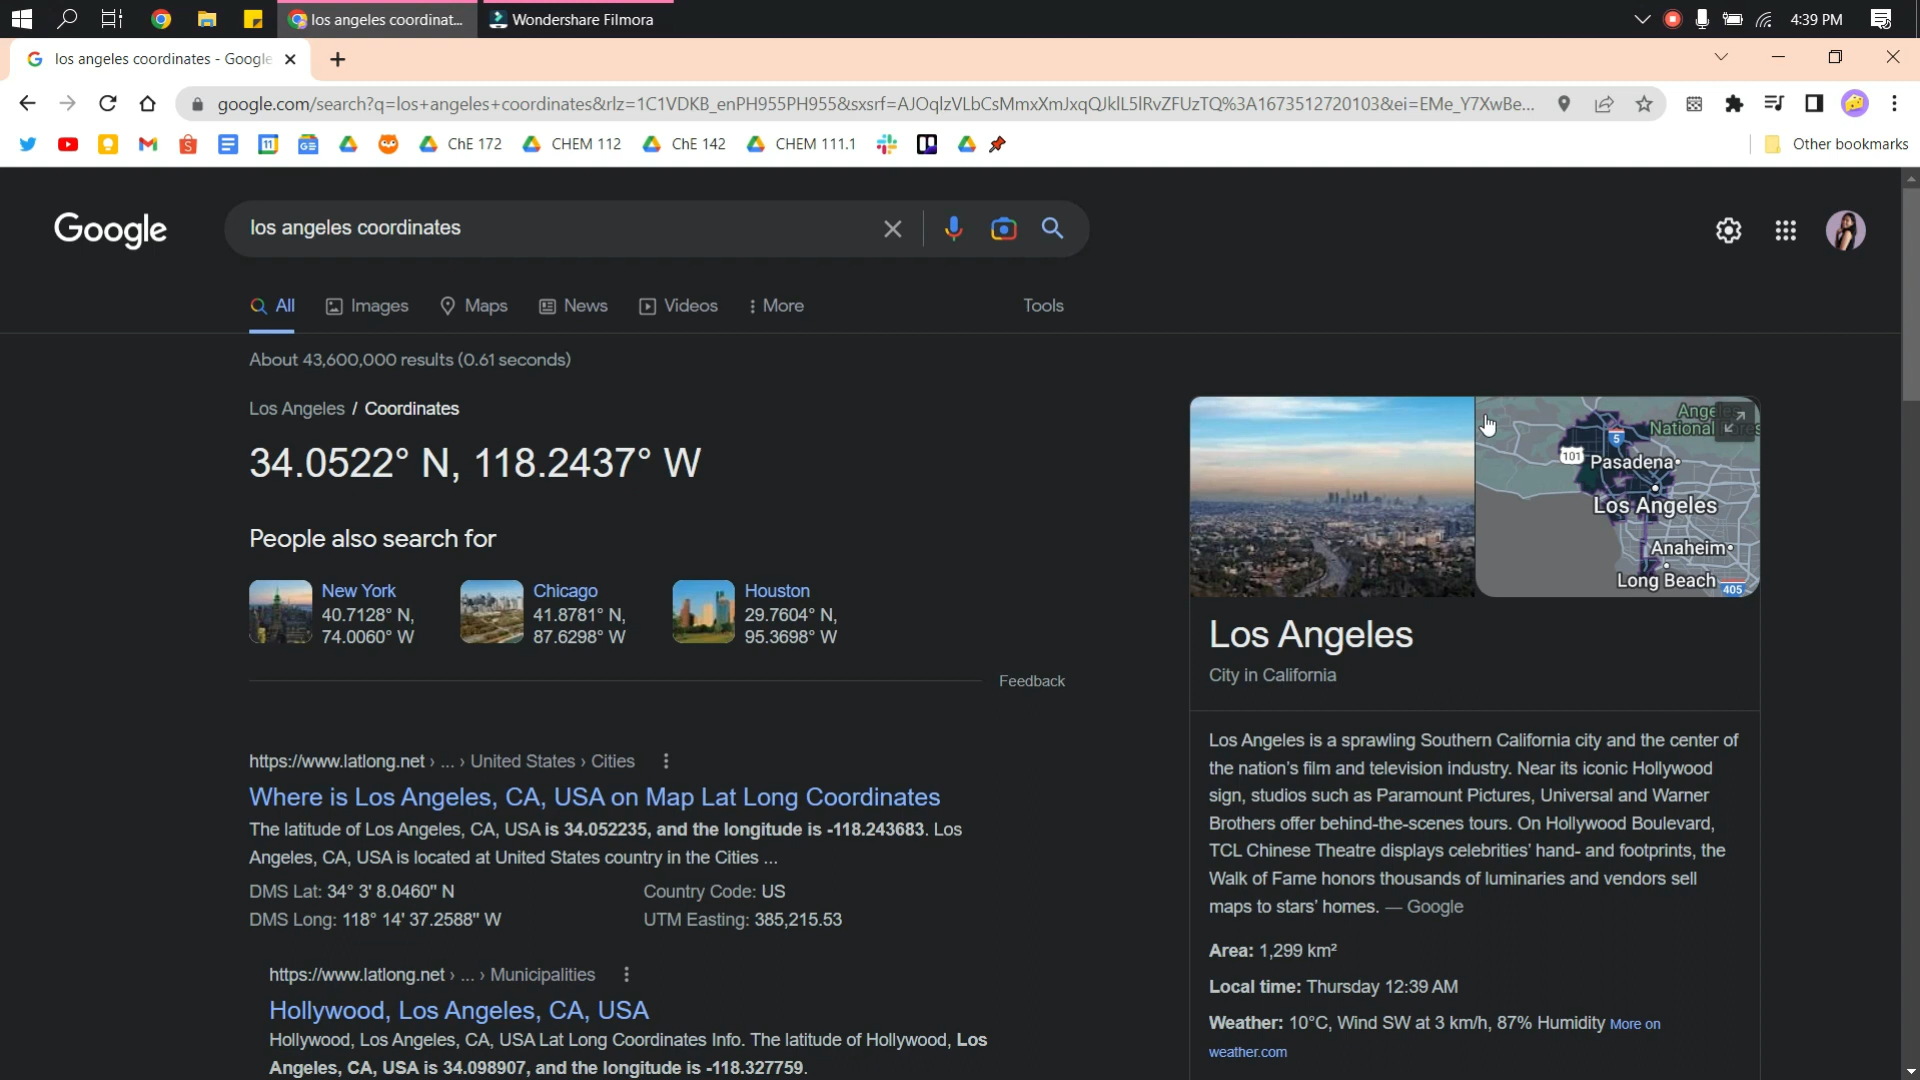 los angeles coordinat...
Wondershare Filmora
4:39 PM
los angeles coordinates - Google
google.com/search?q=los+angeles+coordinates&rlz=1C1VDKB_enPH955PH955&sxsrf=AJOqlzVLbCsMmxXmJxqQJklL5lRvZFUzTQ%3A1673512720103&ei=EMe_Y7XwBe...
ChE 172
CHEM 112
ChE 142
CHEM 111.1
Other bookmarks
Google
los angeles coordinates
All
Images
Maps
News
Videos
More
Tools
About 43,600,000 results (0.61 seconds)
Los Angeles / Coordinates
34.0522° N, 118.2437° W
People also search for
New York
40.7128° N,
74.0060° W
Chicago
41.8781° N,
87.6298° W
Houston
29.7604° N,
95.3698° W
Feedback
https://www.latlong.net › ... › United States › Cities
Where is Los Angeles, CA, USA on Map Lat Long Coordinates
The latitude of Los Angeles, CA, USA is 34.052235, and the longitude is -118.243683. Los
Angeles, CA, USA is located at United States country in the Cities ...
DMS Lat: 34° 3' 8.0460'' N
Country Code: US
DMS Long: 118° 14' 37.2588'' W
UTM Easting: 385,215.53
https://www.latlong.net › ... › Municipalities
Hollywood, Los Angeles, CA, USA
Hollywood, Los Angeles, CA, USA Lat Long Coordinates Info. The latitude of Hollywood, Los
Angeles, CA, USA is 34.098907, and the longitude is -118.327759.
Angeles
National
5
101
Pasadena
Los Angeles
Anaheim
Long Beach
405
Los Angeles
City in California
Los Angeles is a sprawling Southern California city and the center of
the nation's film and television industry. Near its iconic Hollywood
sign, studios such as Paramount Pictures, Universal and Warner
Brothers offer behind-the-scenes tours. On Hollywood Boulevard,
TCL Chinese Theatre displays celebrities' hand- and footprints, the
Walk of Fame honors thousands of luminaries and vendors sell
maps to stars' homes. — Google
Area: 1,299 km²
Local time: Thursday 12:39 AM
Weather: 10°C, Wind SW at 3 km/h, 87% Humidity More on
weather.com